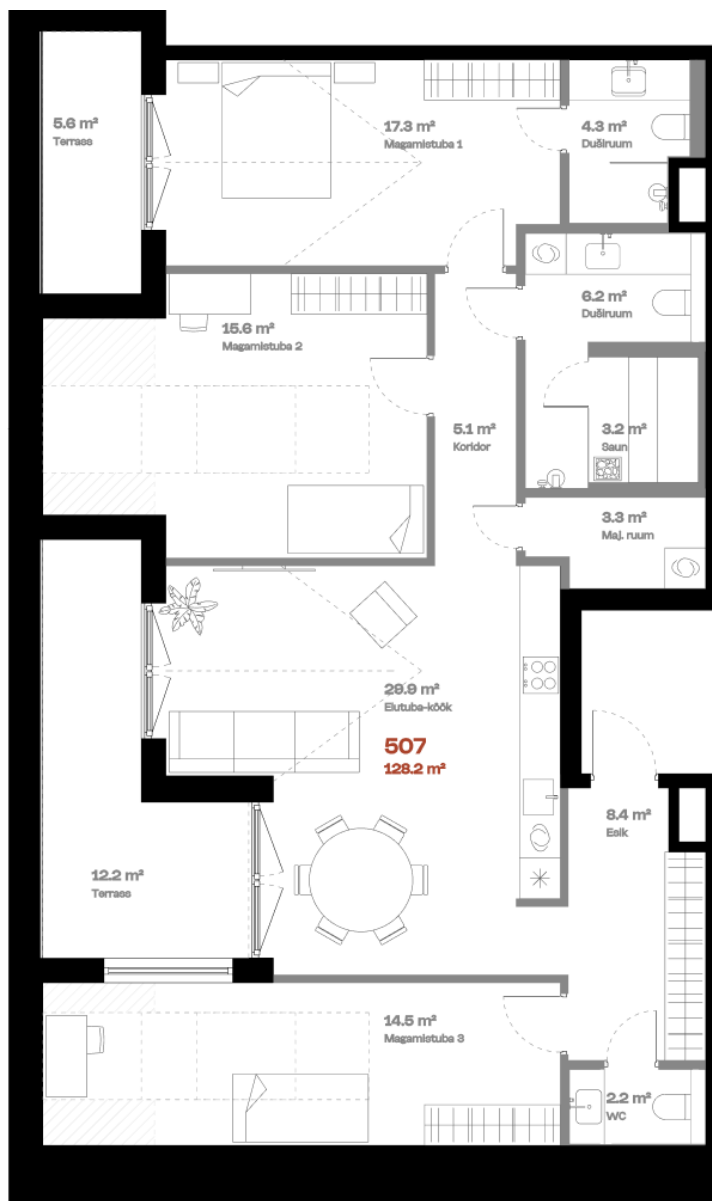 5.6 m²
Terrass
17.3 m²
Magamistuba 1
4.3 m²
Duširuum
6.2 m²
Duširuum
15.6 m²
Magamistuba 2
5.1 m²
Koridor
3.2 m²
Saun
3.3 m²
Maj. ruum
29.9 m²
Elutuba-köök
507
128.2 m²
8.4 m²
Esik
12.2 m²
Terrass
14.5 m²
Magamistuba 3
2.2 m²
WC